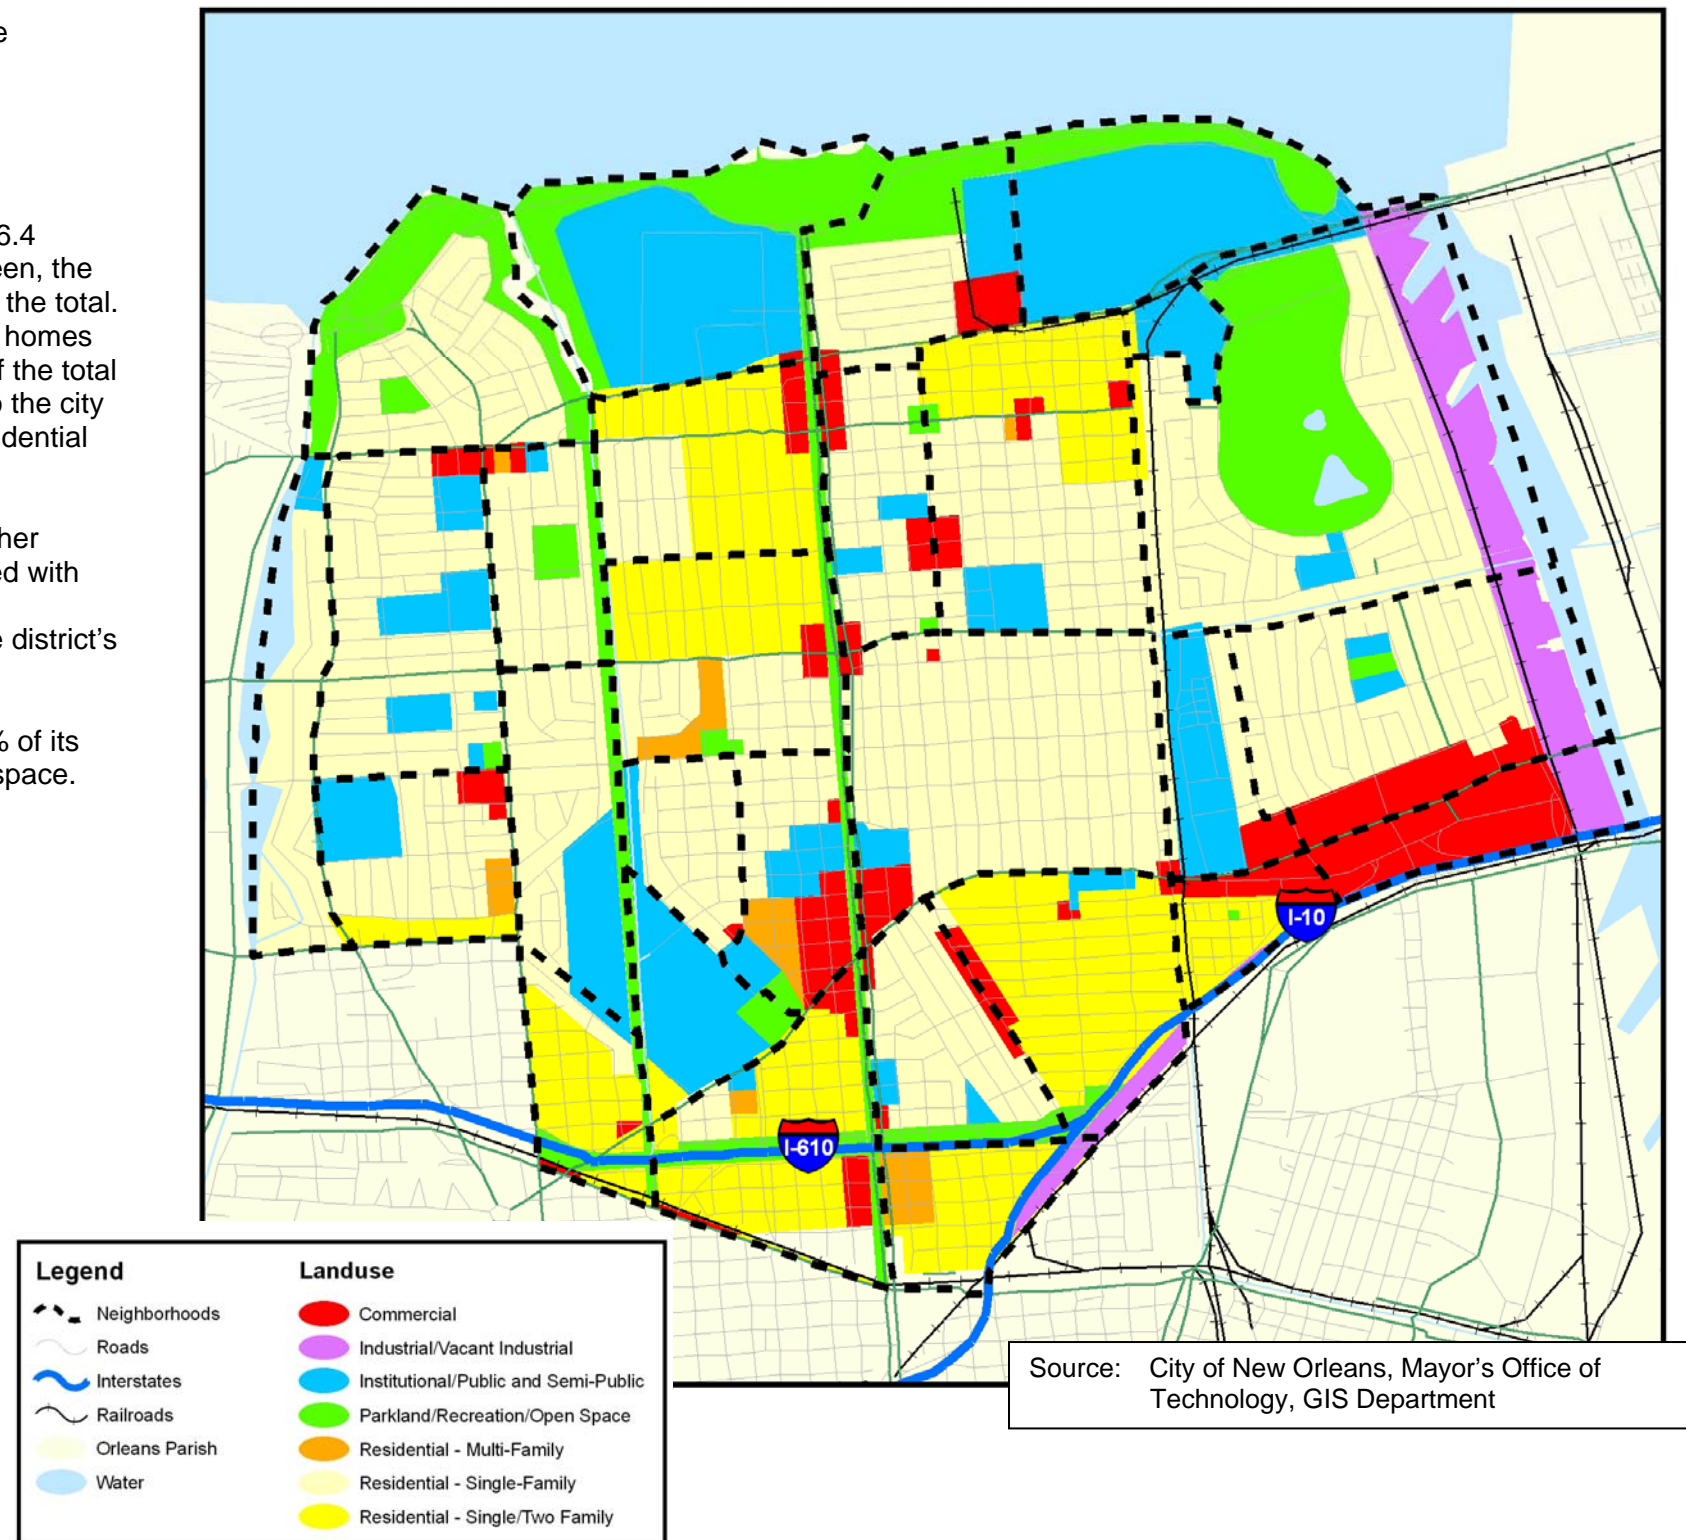 e
6.4
een, the
the total.
homes
f the total
o the city
idential
her
ed with
e district's
% of its
space.
I-10
I-610
Legend
Neighborhoods
Roads
Interstates
Railroads
Orleans Parish
Water
Landuse
Commercial
Industrial/Vacant Industrial
Institutional/Public and Semi-Public
Parkland/Recreation/Open Space
Residential - Multi-Family
Residential - Single-Family
Residential - Single/Two Family
Source: City of New Orleans, Mayor's Office of
Technology, GIS Department